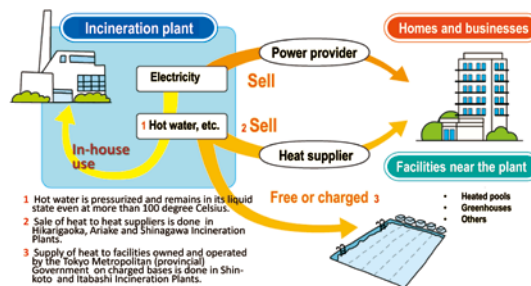 Incineration plant
Homes and businesses
Power provider
Electricity
Sell
1 Hot water, etc.
2 Sell
In-house
use
Heat supplier
Facilities near the plant
Free or charged 3
• Heated pools
• Greenhouses
• Others
1 Hot water is pressurized and remains in its liquid
state even at more than 100 degree Celsius.
2 Sale of heat to heat suppliers is done in
Hikarigaoka, Ariake and Shinagawa Incineration
Plants.
3 Supply of heat to facilities owned and operated
by the Tokyo Metropolitan (provincial)
Government on charged bases is done in Shin-
koto and Itabashi Incineration Plants.